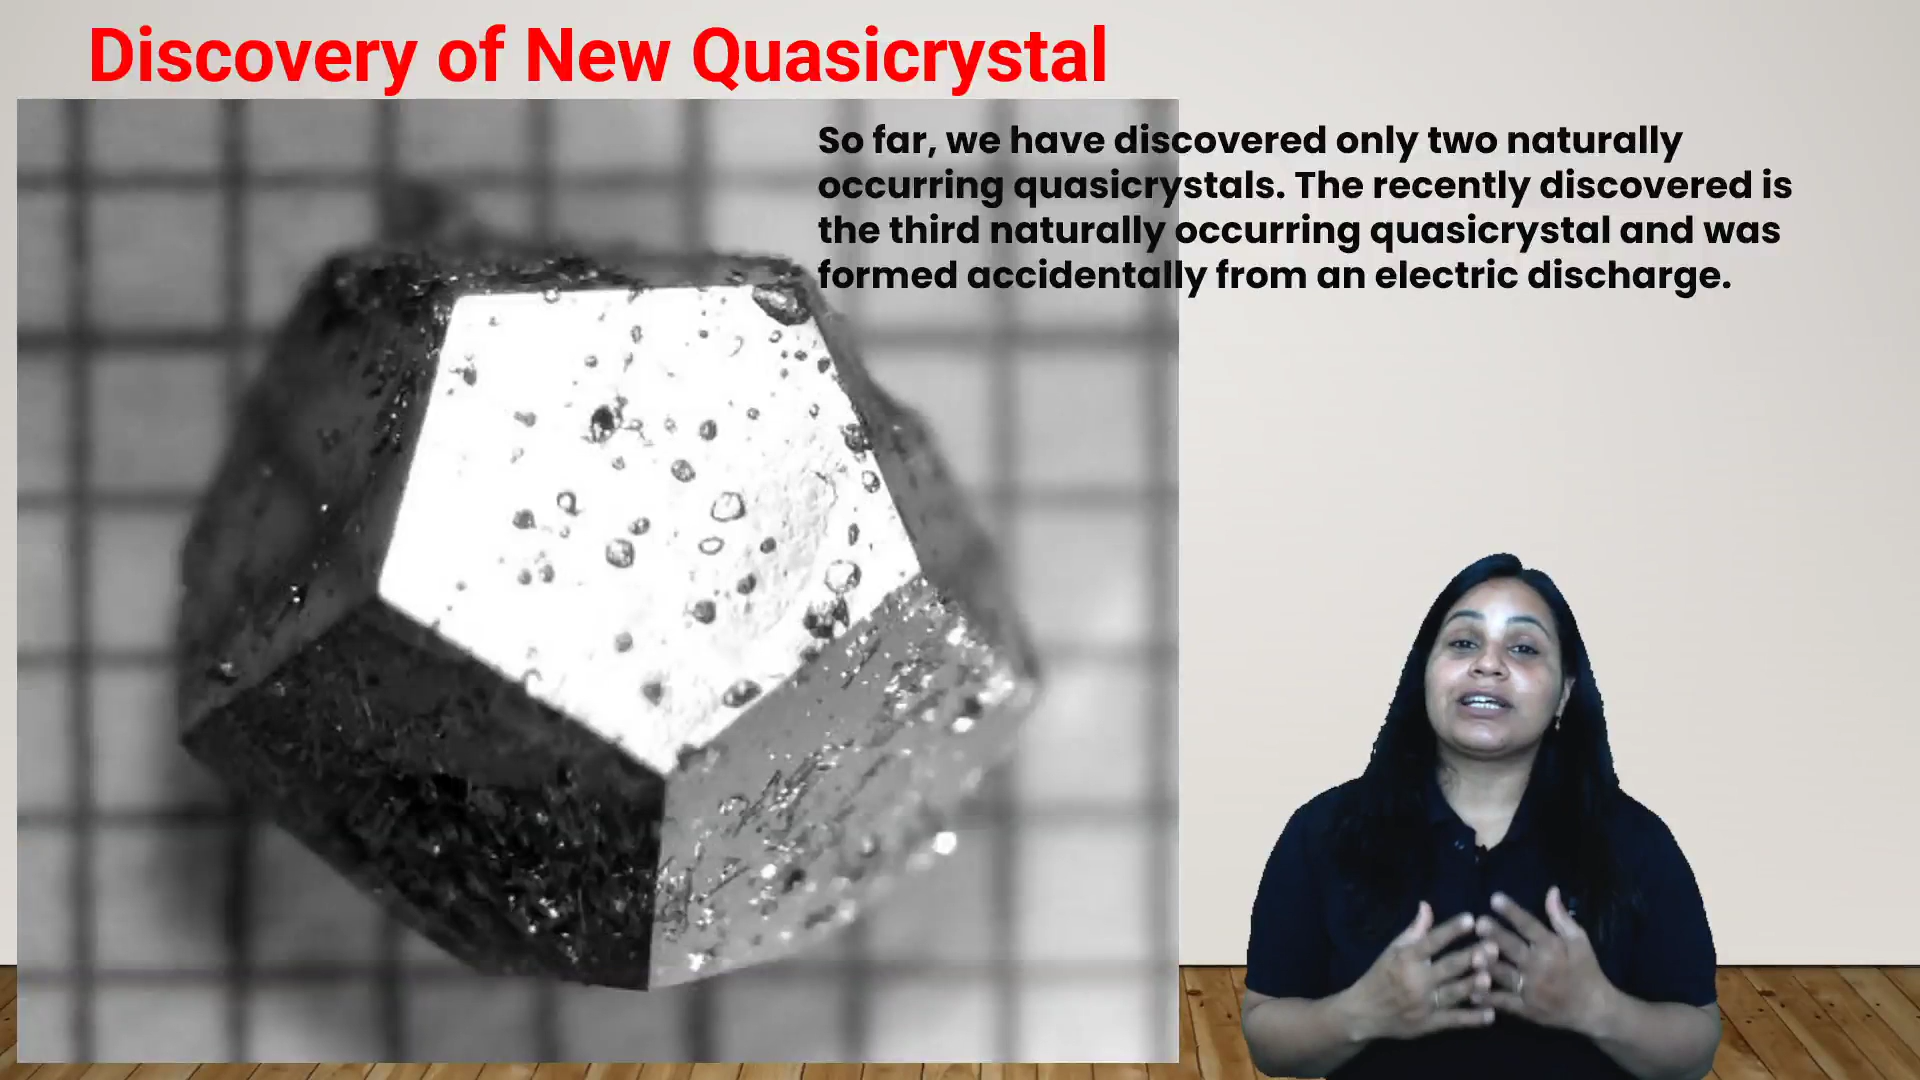 Discovery of New Quasicrystal
So far, we have discovered only two naturally
occurring quasicrystals. The recently discovered is
the third naturally occurring quasicrystal and was
formed accidentally from an electric discharge.